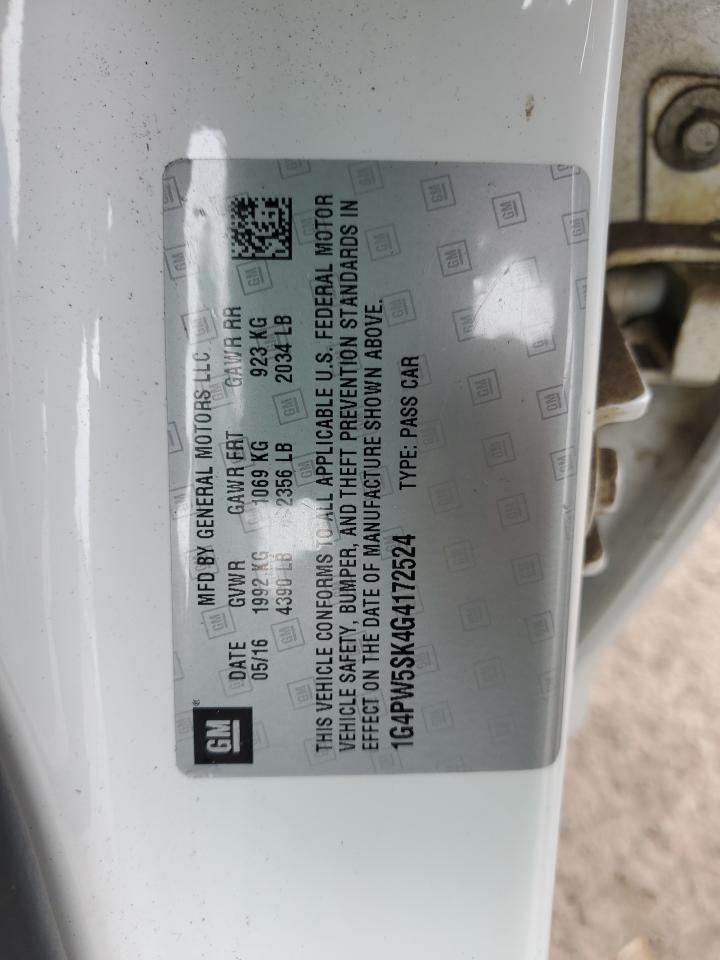 GM
MFD BY GENERAL MOTORS LLC
DATE GVWR GAWR FRT GAWR RR
05/16 1992 KG 1069 KG 923 KG
4390 LB 2356 LB 2034 LB
THIS VEHICLE CONFORMS TO ALL APPLICABLE U.S. FEDERAL MOTOR
VEHICLE SAFETY, BUMPER, AND THEFT PREVENTION STANDARDS IN
EFFECT ON THE DATE OF MANUFACTURE SHOWN ABOVE.
1G4PW5SK4G4172524 TYPE: PASS CAR